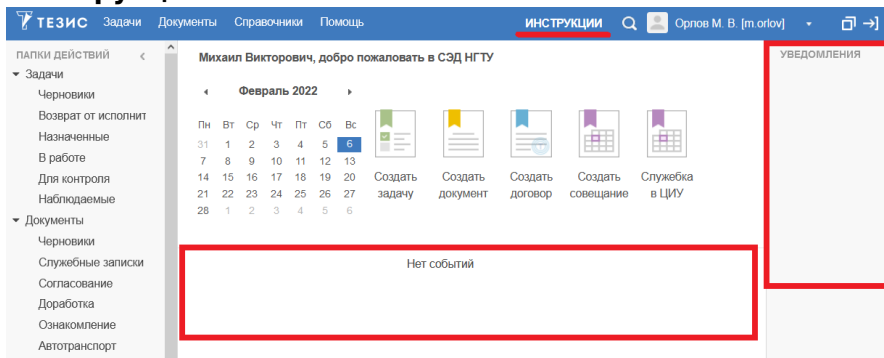 ТЕЗИС Задачи Документы Справочники Помощь ИНСТРУКЦИИ Орлов М. В. [m.orlov]
ПАПКИ ДЕЙСТВИЙ
Задачи
Черновики
Возврат от исполнит
Назначенные
В работе
Для контроля
Наблюдаемые
Документы
Черновики
Служебные записки
Согласование
Доработка
Ознакомление
Автотранспорт
Михаил Викторович, добро пожаловать в СЭД НГТУ
Февраль 2022
Пн Вт Ср Чт Пт Сб Вс
31 1 2 3 4 5 6
7 8 9 10 11 12 13
14 15 16 17 18 19 20
21 22 23 24 25 26 27
28 1 2 3 4 5 6
Создать задачу
Создать документ
Создать договор
Создать совещание
Служебка в ЦИУ
Нет событий
УВЕДОМЛЕНИЯ